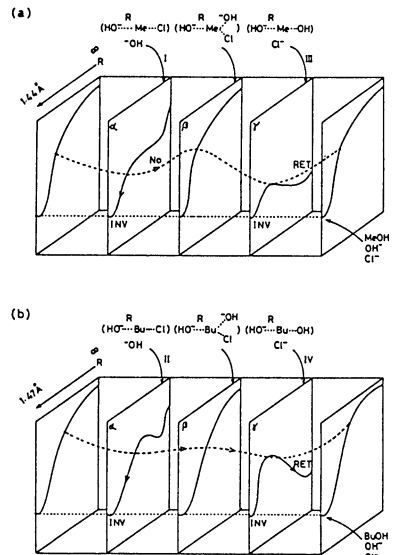 (a)
R R ⁻OH R
(HO⁻ Me-Cl) (HO⁻ Me Cl) (HO⁻ Me-OH)
⁻OH Cl⁻
I III
∞
R
1·44Å
α β γ
No
RET
INV INV
MeOH
OH⁻
Cl⁻
(b)
R R ⁻OH R
(HO⁻ Bu-Cl) (HO⁻ Bu Cl) (HO⁻ Bu-OH)
⁻OH Cl⁻
II IV
∞
R
1·47Å
α β γ
RET
INV INV
BuOH
OH⁻